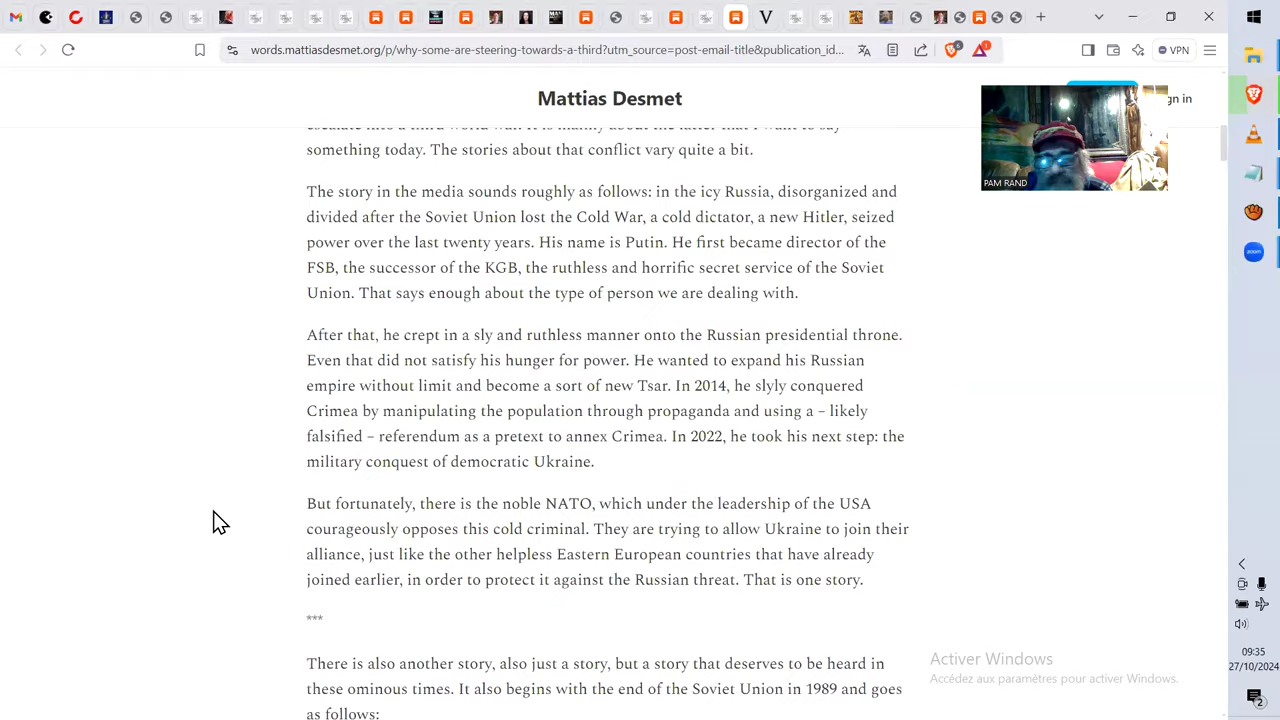 words.mattiasdesmet.org/p/why-some-are-steering-towards-a-third?utm_source=post-email-title&publication_id...
6
1
VPN
Mattias Desmet
gn in
PAM RAND
something today. The stories about that conflict vary quite a bit.
The story in the media sounds roughly as follows: in the icy Russia, disorganized and
divided after the Soviet Union lost the Cold War, a cold dictator, a new Hitler, seized
power over the last twenty years. His name is Putin. He first became director of the
FSB, the successor of the KGB, the ruthless and horrific secret service of the Soviet
Union. That says enough about the type of person we are dealing with.
After that, he crept in a sly and ruthless manner onto the Russian presidential throne.
Even that did not satisfy his hunger for power. He wanted to expand his Russian
empire without limit and become a sort of new Tsar. In 2014, he slyly conquered
Crimea by manipulating the population through propaganda and using a – likely
falsified – referendum as a pretext to annex Crimea. In 2022, he took his next step: the
military conquest of democratic Ukraine.
But fortunately, there is the noble NATO, which under the leadership of the USA
courageously opposes this cold criminal. They are trying to allow Ukraine to join their
alliance, just like the other helpless Eastern European countries that have already
joined earlier, in order to protect it against the Russian threat. That is one story.
***
There is also another story, also just a story, but a story that deserves to be heard in
these ominous times. It also begins with the end of the Soviet Union in 1989 and goes
as follows:
Activer Windows
Accédez aux paramètres pour activer Windows.
zoom
09:35
27/10/2024
2